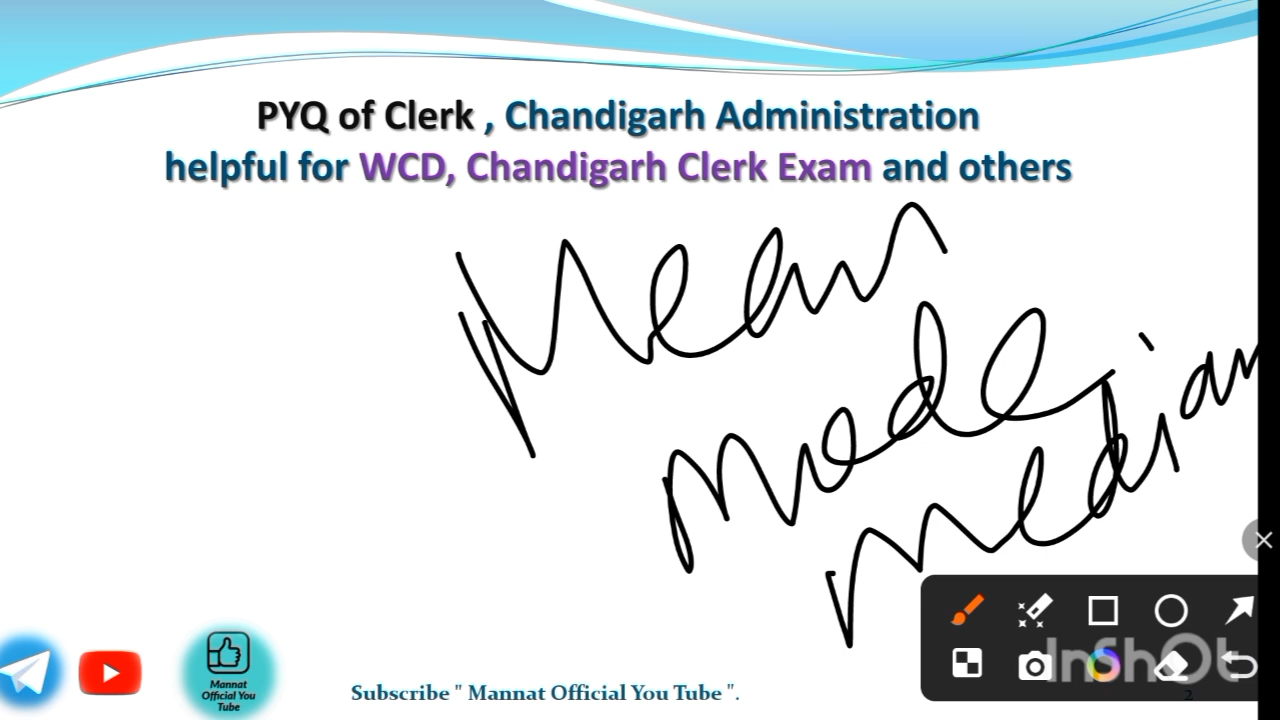 PYQ of Clerk , Chandigarh Administration
helpful for WCD, Chandigarh Clerk Exam and others
Mean
mode
median
Mannat
Official You
Tube
Subscribe " Mannat Official You Tube ".
InShOt
2